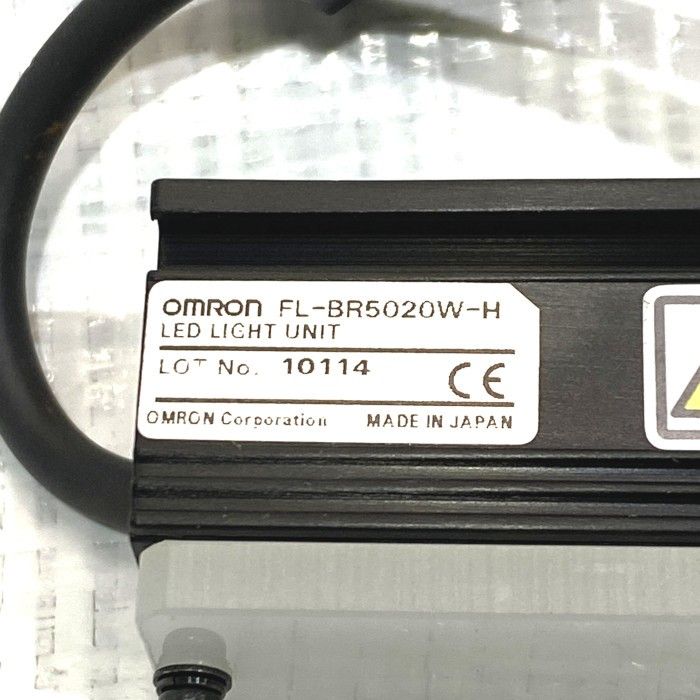 OMRON FL-BR5020W-H
LED LIGHT UNIT
LOT No. 10114
CE
OMRON Corporation MADE IN JAPAN